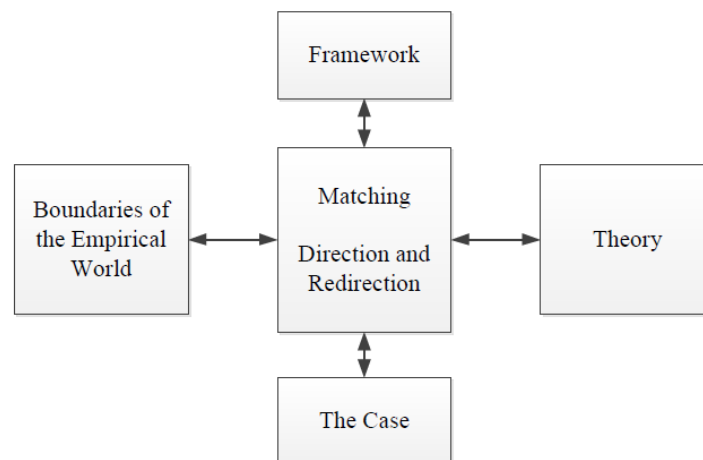 Framework
Boundaries of
the Empirical
World
Matching
Direction and
Redirection
Theory
The Case